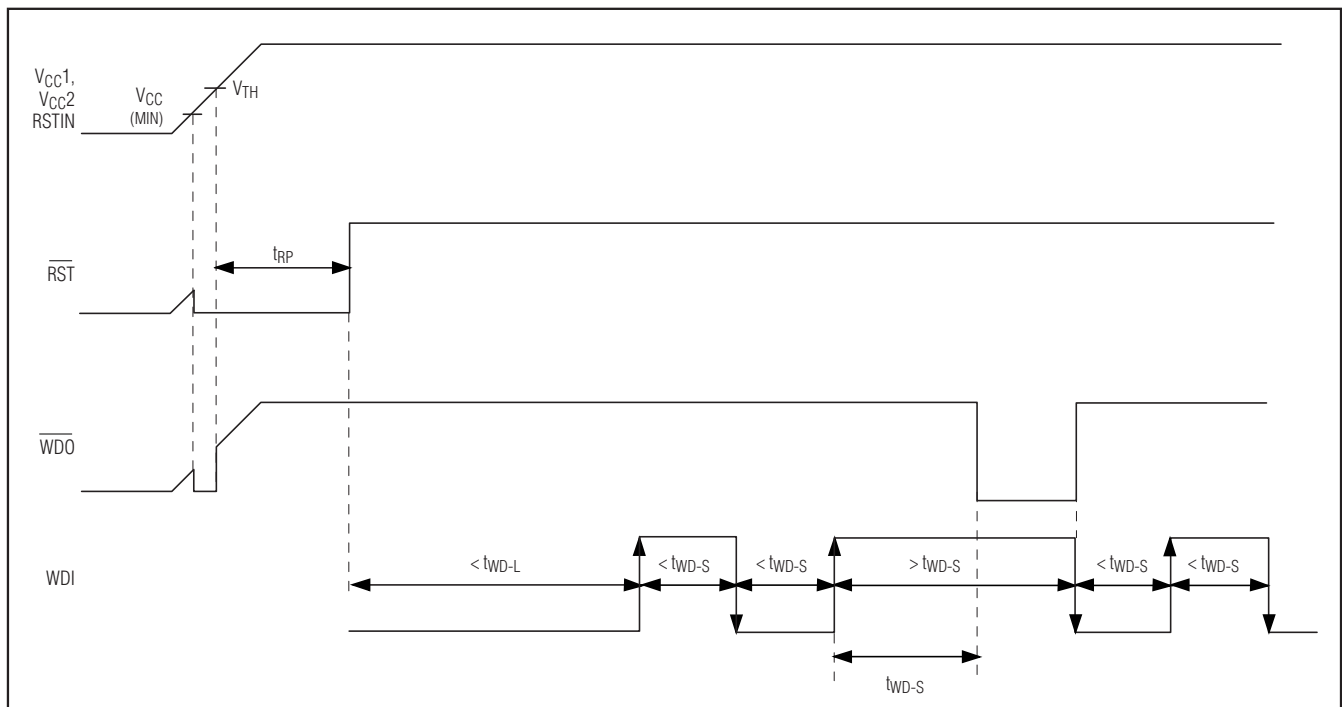 VCC1,
VCC2
RSTIN
VCC
(MIN)
VTH
RST
tRP
WDO
WDI
< tWD-L
< tWD-S
< tWD-S
> tWD-S
< tWD-S
< tWD-S
tWD-S